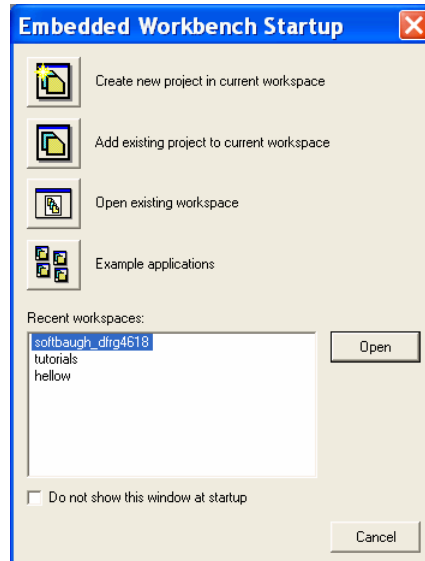 Embedded Workbench Startup
Create new project in current workspace
Add existing project to current workspace
Open existing workspace
Example applications
Recent workspaces:
softbaugh_dfrg4618
Open
tutorials
hellow
Do not show this window at startup
Cancel